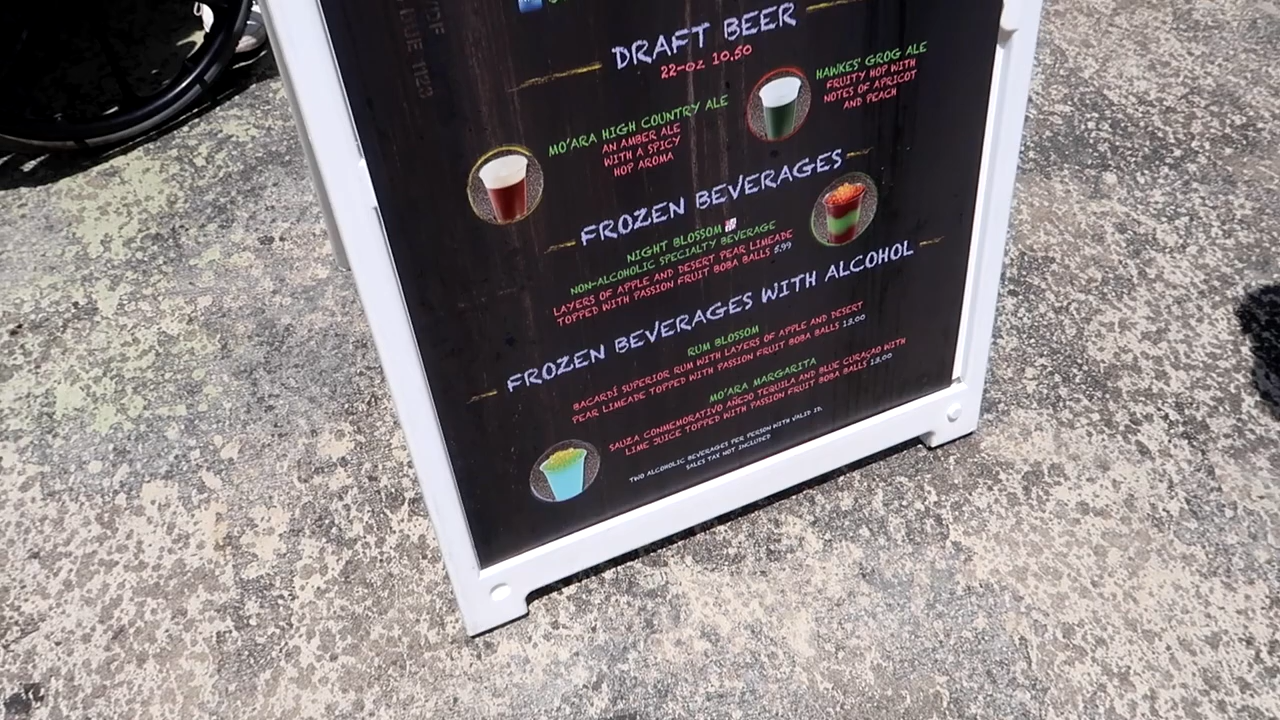 DRAFT BEER
22-OZ 10.50
HAWKES' GROG ALE
FRUITY HOP WITH
NOTES OF APRICOT
AND PEACH
MO'ARA HIGH COUNTRY ALE
AN AMBER ALE
WITH A SPICY
HOP AROMA
FROZEN BEVERAGES
NIGHT BLOSSOM
NON-ALCOHOLIC SPECIALTY BEVERAGE
LAYERS OF APPLE AND DESERT PEAR LIMEADE
TOPPED WITH PASSION FRUIT BOBA BALLS 5.99
FROZEN BEVERAGES WITH ALCOHOL
RUM BLOSSOM
BACARDÍ SUPERIOR RUM WITH LAYERS OF APPLE AND DESERT
PEAR LIMEADE TOPPED WITH PASSION FRUIT BOBA BALLS 13.00
MO'ARA MARGARITA
SAUZA CONMEMORATIVO AÑEJO TEQUILA AND BLUE CURAÇAO WITH
LIME JUICE TOPPED WITH PASSION FRUIT BOBA BALLS 13.00
TWO ALCOHOLIC BEVERAGES PER PERSON WITH VALID ID.
SALES TAX NOT INCLUDED